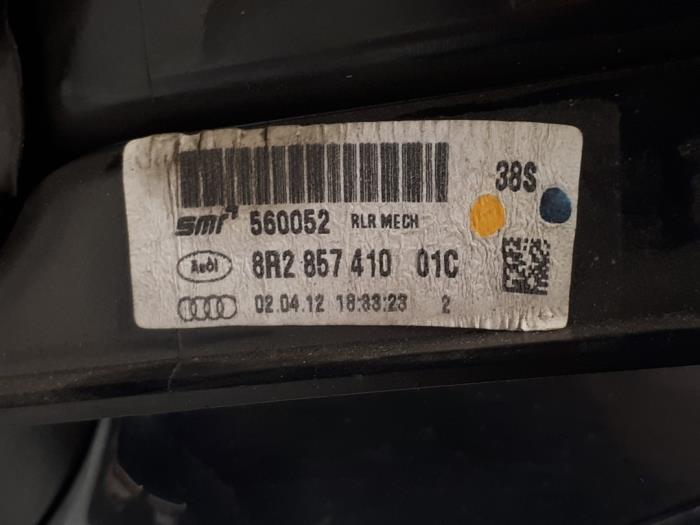 38S
smr 560052 RLR MECH
Audi 8R2 857 410 01C
02.04.12 18:33:23 2